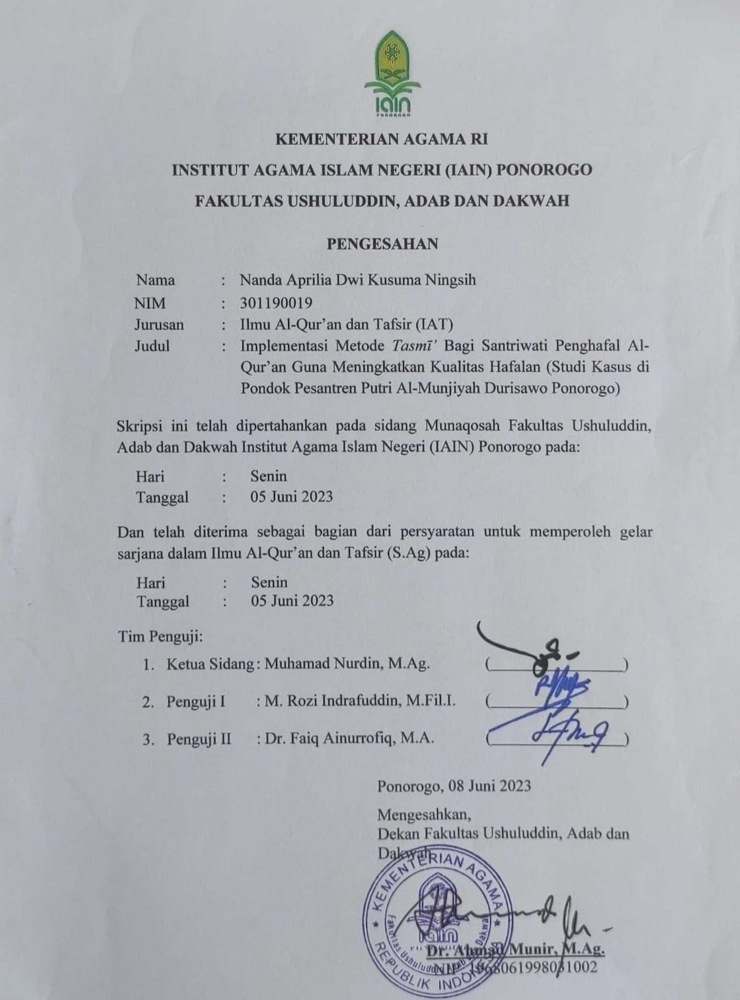 iain
PONOROGO
KEMENTERIAN AGAMA RI
INSTITUT AGAMA ISLAM NEGERI (IAIN) PONOROGO
FAKULTAS USHULUDDIN, ADAB DAN DAKWAH
PENGESAHAN
Nama : Nanda Aprilia Dwi Kusuma Ningsih
NIM : 301190019
Jurusan : Ilmu Al-Qur'an dan Tafsir (IAT)
Judul : Implementasi Metode Tasmī' Bagi Santriwati Penghafal Al-
Qur'an Guna Meningkatkan Kualitas Hafalan (Studi Kasus di
Pondok Pesantren Putri Al-Munjiyah Durisawo Ponorogo)
Skripsi ini telah dipertahankan pada sidang Munaqosah Fakultas Ushuluddin,
Adab dan Dakwah Institut Agama Islam Negeri (IAIN) Ponorogo pada:
Hari : Senin
Tanggal : 05 Juni 2023
Dan telah diterima sebagai bagian dari persyaratan untuk memperoleh gelar
sarjana dalam Ilmu Al-Qur'an dan Tafsir (S.Ag) pada:
Hari : Senin
Tanggal : 05 Juni 2023
Tim Penguji:
1. Ketua Sidang : Muhamad Nurdin, M.Ag. (            )
2. Penguji I : M. Rozi Indrafuddin, M.Fil.I. (            )
3. Penguji II : Dr. Faiq Ainurrofiq, M.A. (            )
Ponorogo, 08 Juni 2023
Mengesahkan,
Dekan Fakultas Ushuluddin, Adab dan
Dakwah
KEMENTERIAN AGAMA
Fakultas Ushuluddin Adab dan Dakwa
iain
REPUBLIK INDONESIA
Dr. Ahmad Munir, M.Ag.
NIP